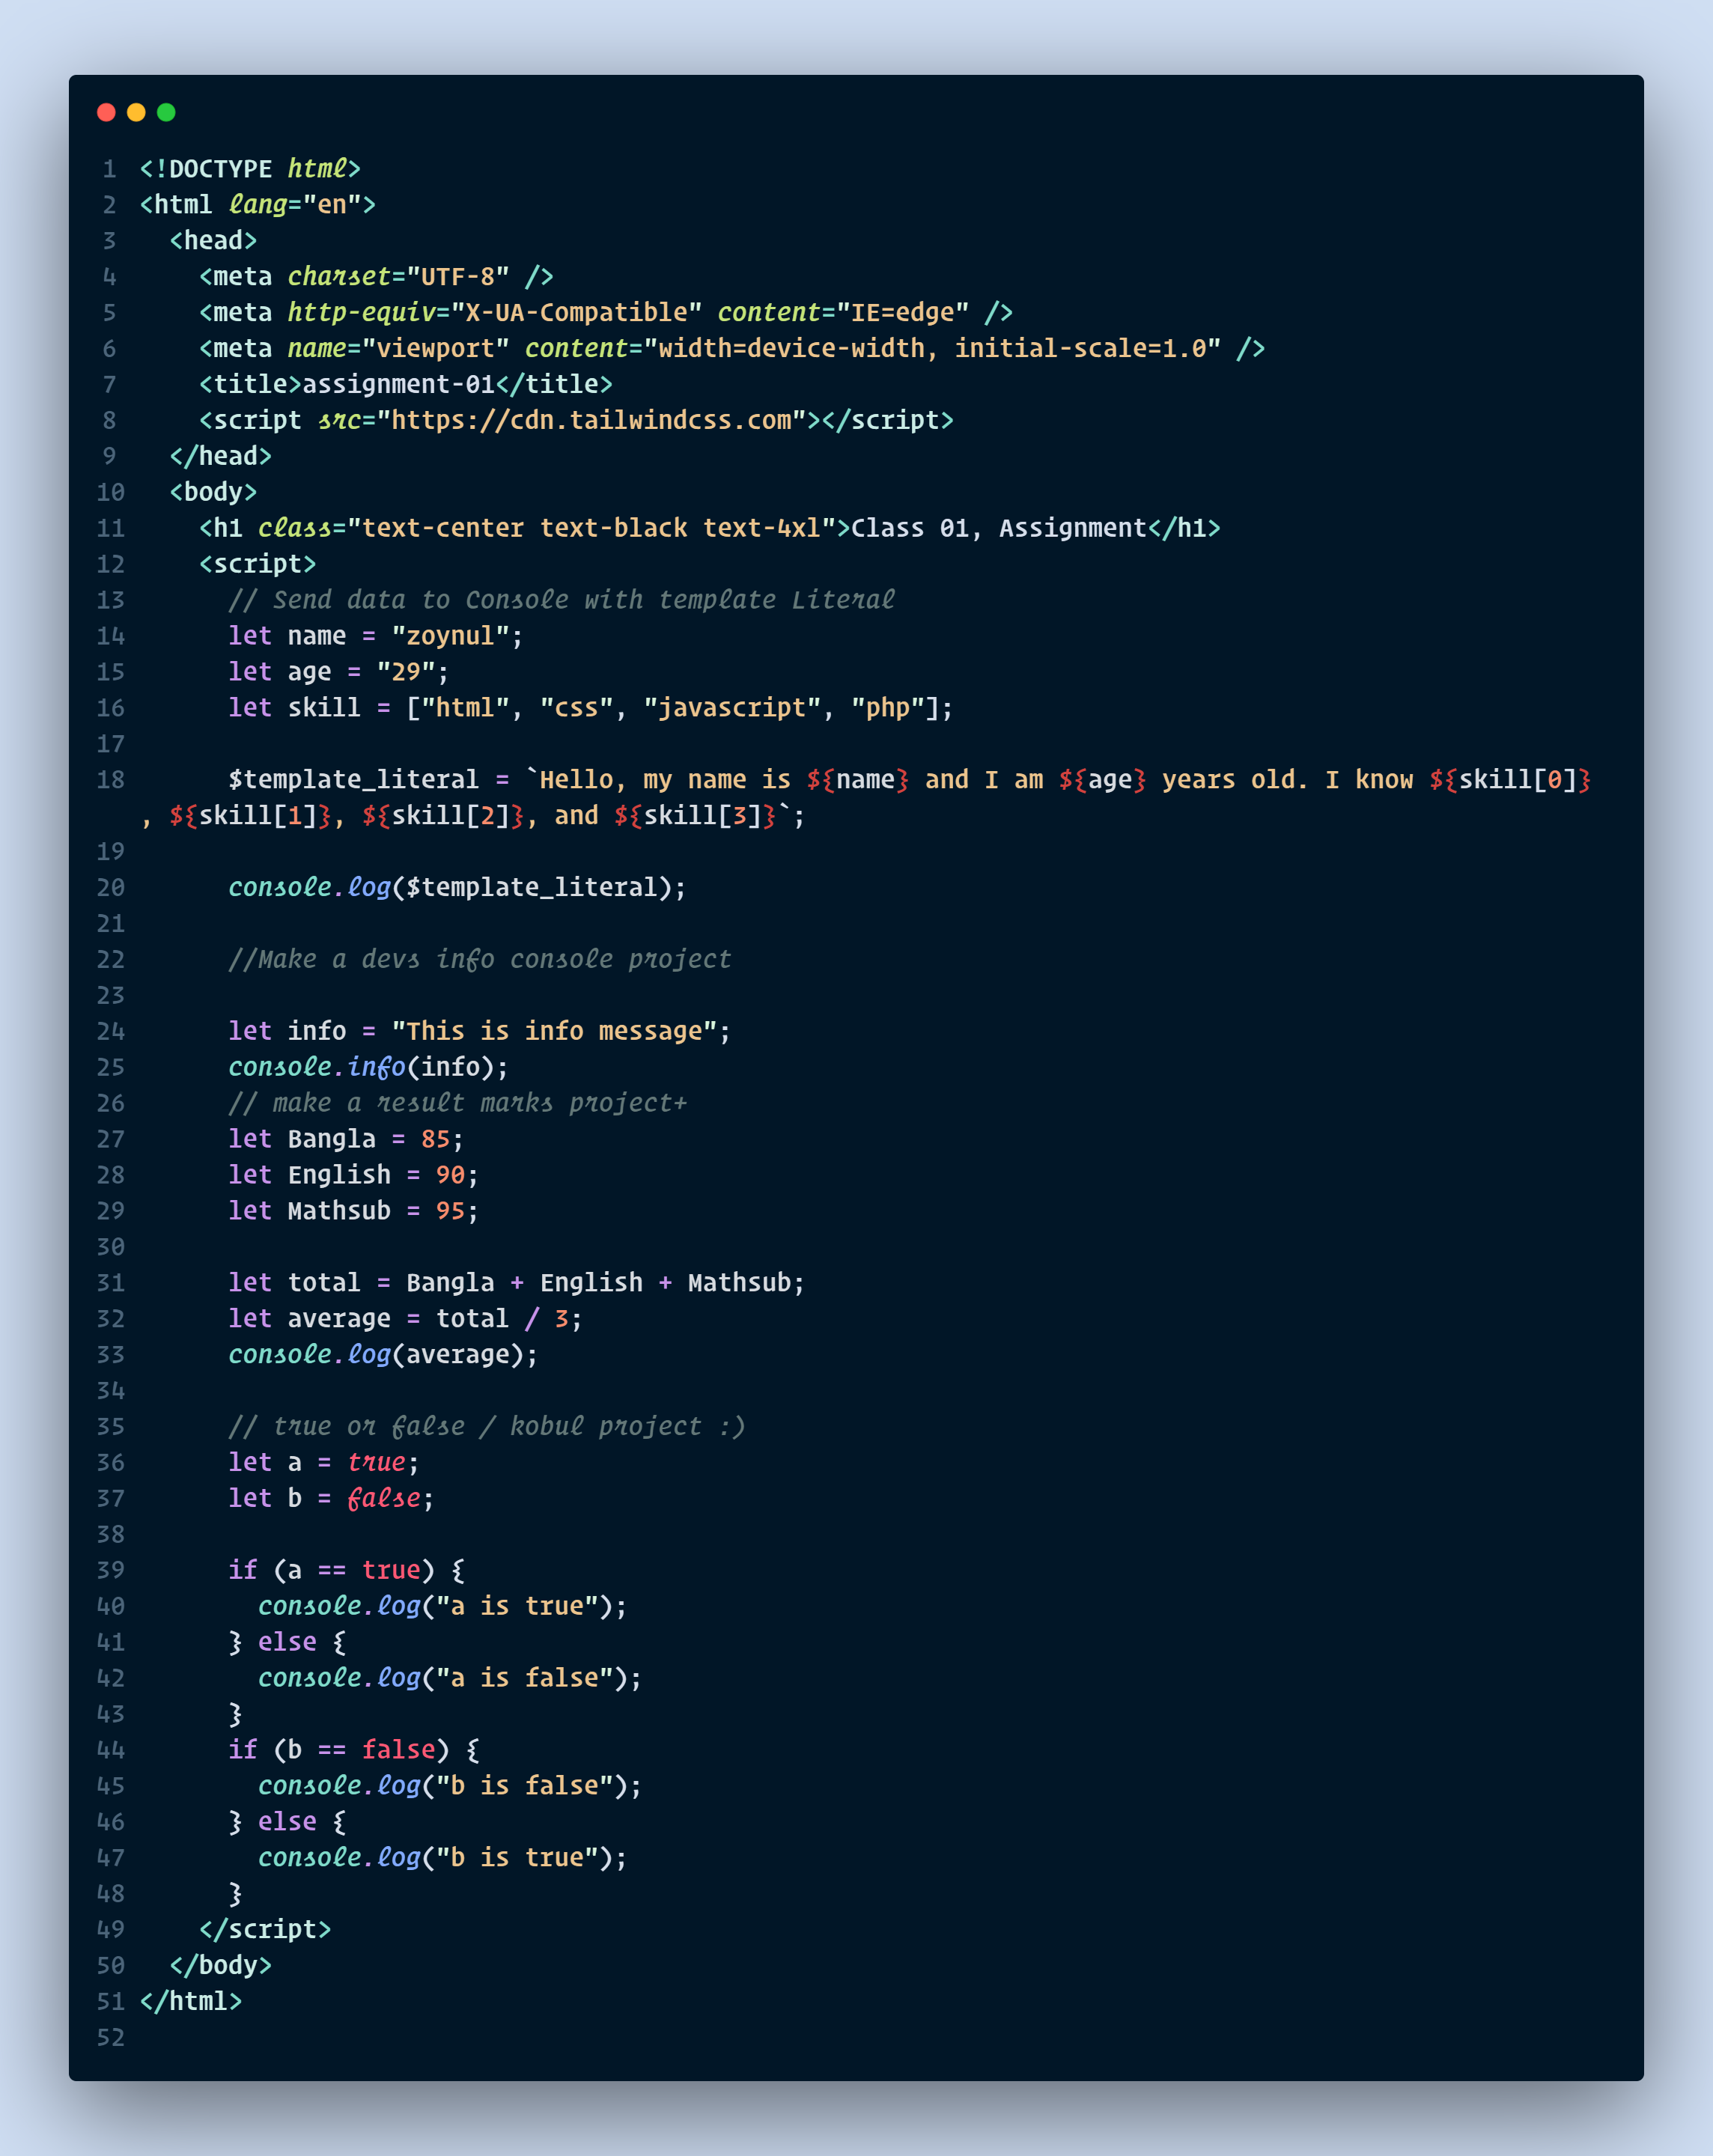 1 <!DOCTYPE html>
2 <html lang="en">
3   <head>
4     <meta charset="UTF-8" />
5     <meta http-equiv="X-UA-Compatible" content="IE=edge" />
6     <meta name="viewport" content="width=device-width, initial-scale=1.0" />
7     <title>assignment-01</title>
8     <script src="https://cdn.tailwindcss.com"></script>
9   </head>
10   <body>
11     <h1 class="text-center text-black text-4xl">Class 01, Assignment</h1>
12     <script>
13       // Send data to Console with template Literal
14       let name = "zoynul";
15       let age = "29";
16       let skill = ["html", "css", "javascript", "php"];
17
18       $template_literal = `Hello, my name is ${name} and I am ${age} years old. I know ${skill[0]}
, ${skill[1]}, ${skill[2]}, and ${skill[3]}`;
19
20       console.log($template_literal);
21
22       //Make a devs info console project
23
24       let info = "This is info message";
25       console.info(info);
26       // make a result marks project+
27       let Bangla = 85;
28       let English = 90;
29       let Mathsub = 95;
30
31       let total = Bangla + English + Mathsub;
32       let average = total / 3;
33       console.log(average);
34
35       // true or false / kobul project :)
36       let a = true;
37       let b = false;
38
39       if (a == true) {
40         console.log("a is true");
41       } else {
42         console.log("a is false");
43       }
44       if (b == false) {
45         console.log("b is false");
46       } else {
47         console.log("b is true");
48       }
49     </script>
50   </body>
51 </html>
52